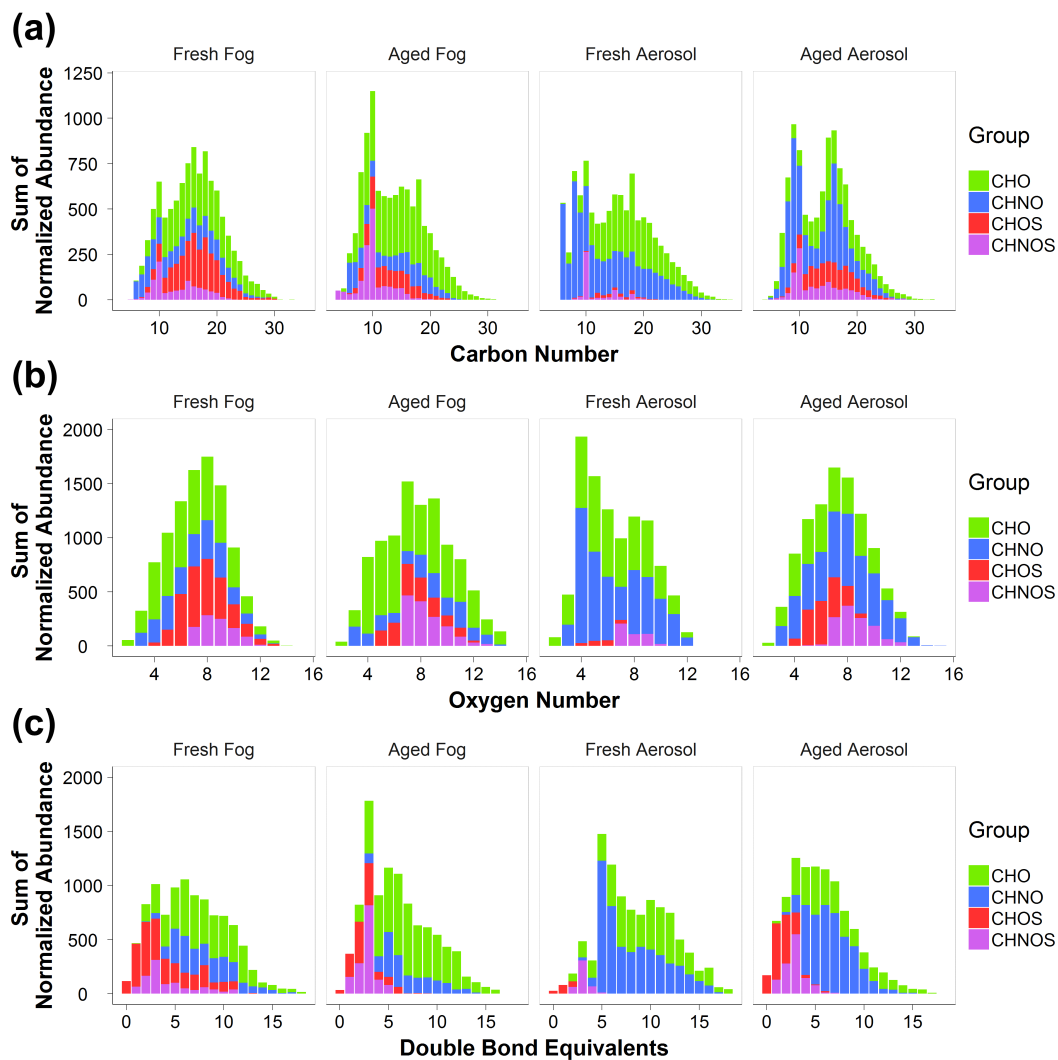 (a)
Fresh Fog Aged Fog Fresh Aerosol Aged Aerosol
Sum of
Normalized Abundance
1250
1000
750
500
250
0
10 20 30 10 20 30 10 20 30 10 20 30
Carbon Number
Group
CHO
CHNO
CHOS
CHNOS
(b)
Fresh Fog Aged Fog Fresh Aerosol Aged Aerosol
Sum of
Normalized Abundance
2000
1500
1000
500
0
4 8 12 16 4 8 12 16 4 8 12 16 4 8 12 16
Oxygen Number
Group
CHO
CHNO
CHOS
CHNOS
(c)
Fresh Fog Aged Fog Fresh Aerosol Aged Aerosol
Sum of
Normalized Abundance
2000
1500
1000
500
0
0 5 10 15 0 5 10 15 0 5 10 15 0 5 10 15
Double Bond Equivalents
Group
CHO
CHNO
CHOS
CHNOS